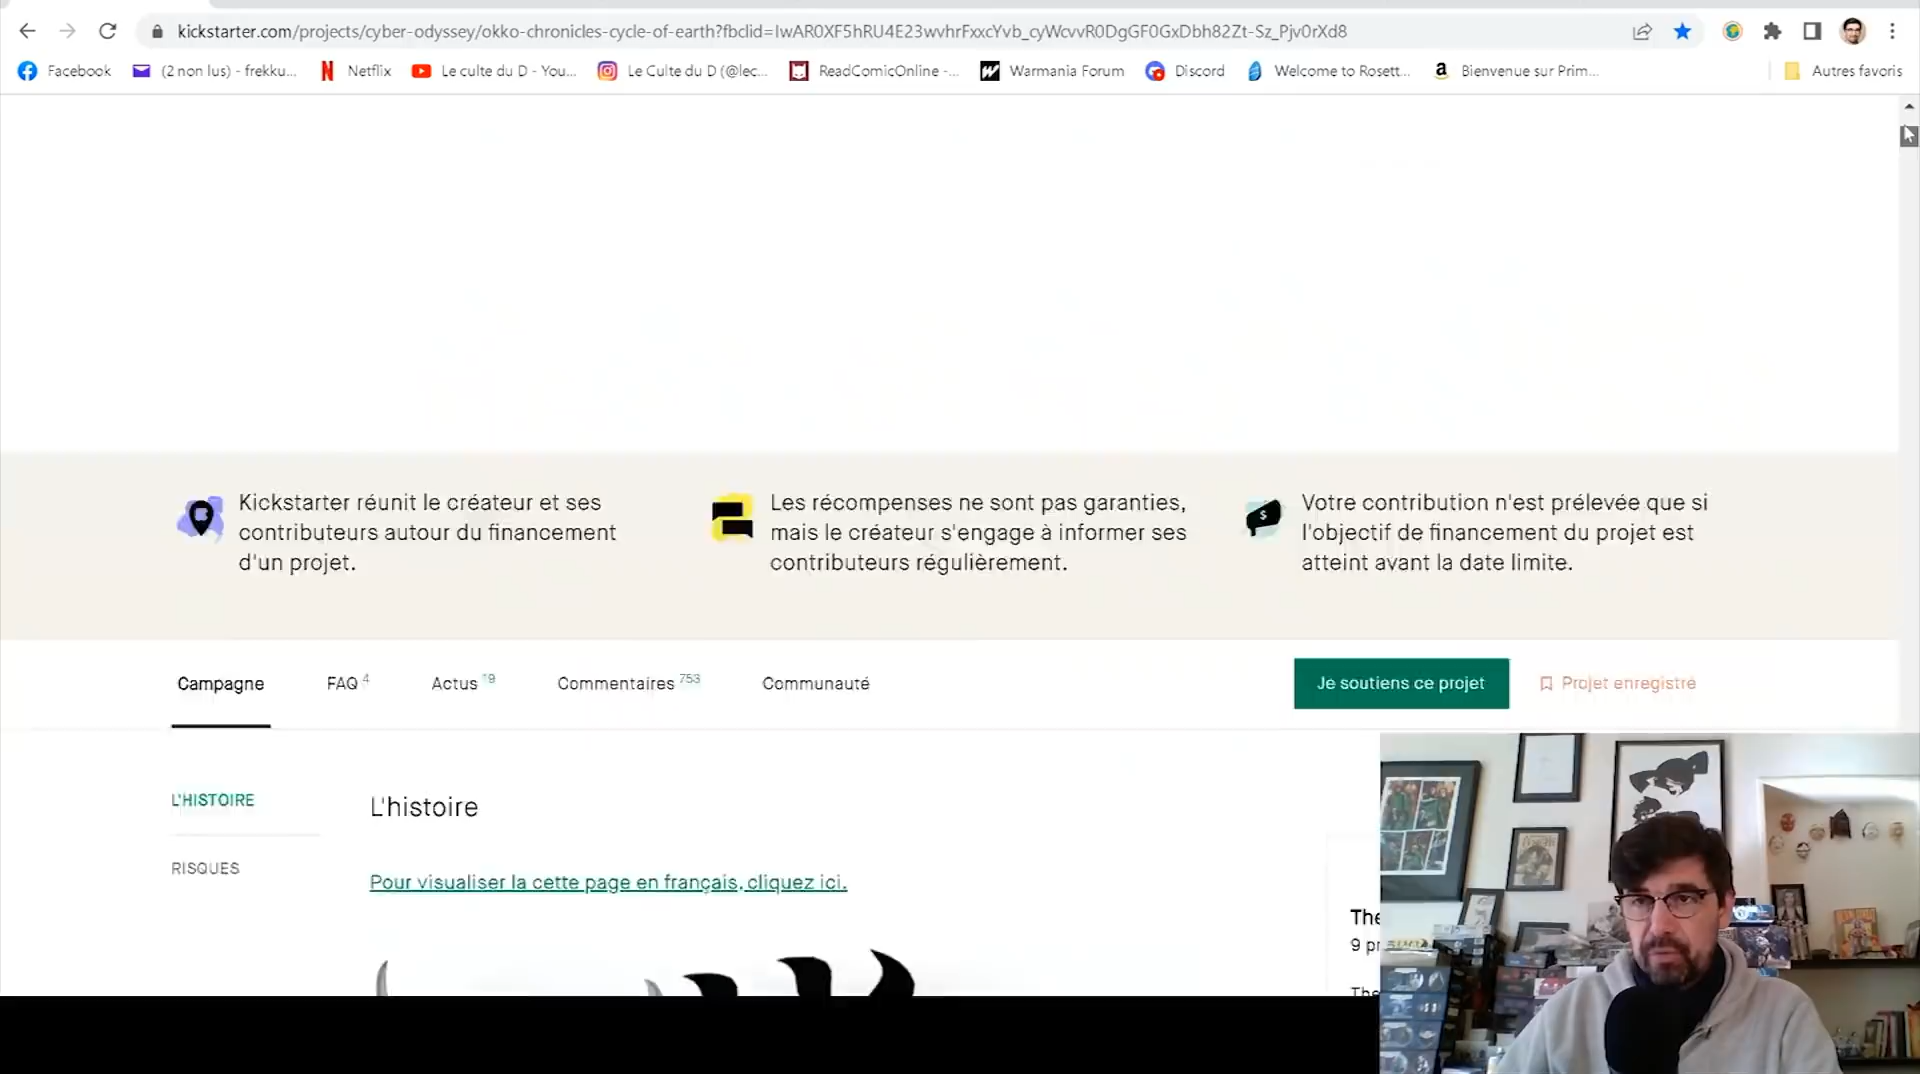 kickstarter.com/projects/cyber-odyssey/okko-chronicles-cycle-of-earth?fbclid=IwAR0XF5hRU4E23wvhrFxxcYvb_cyWcvvR0DgGF0GxDbh82Zt-Sz_Pjv0rXd8
Facebook (2 non lus) - frekku... Netflix Le culte du D - You... Le Culte du D (@lec... ReadComicOnline -... Warmania Forum Discord Welcome to Rosett... Bienvenue sur Prim... Autres favoris
Kickstarter réunit le créateur et ses
contributeurs autour du financement
d'un projet.
Les récompenses ne sont pas garanties,
mais le créateur s'engage à informer ses
contributeurs régulièrement.
Votre contribution n'est prélevée que si
l'objectif de financement du projet est
atteint avant la date limite.
Campagne FAQ 4 Actus 19 Commentaires 753 Communauté Je soutiens ce projet Projet enregistré
L'HISTOIRE
RISQUES
L'histoire
Pour visualiser la cette page en français, cliquez ici.
The
9 pr
The